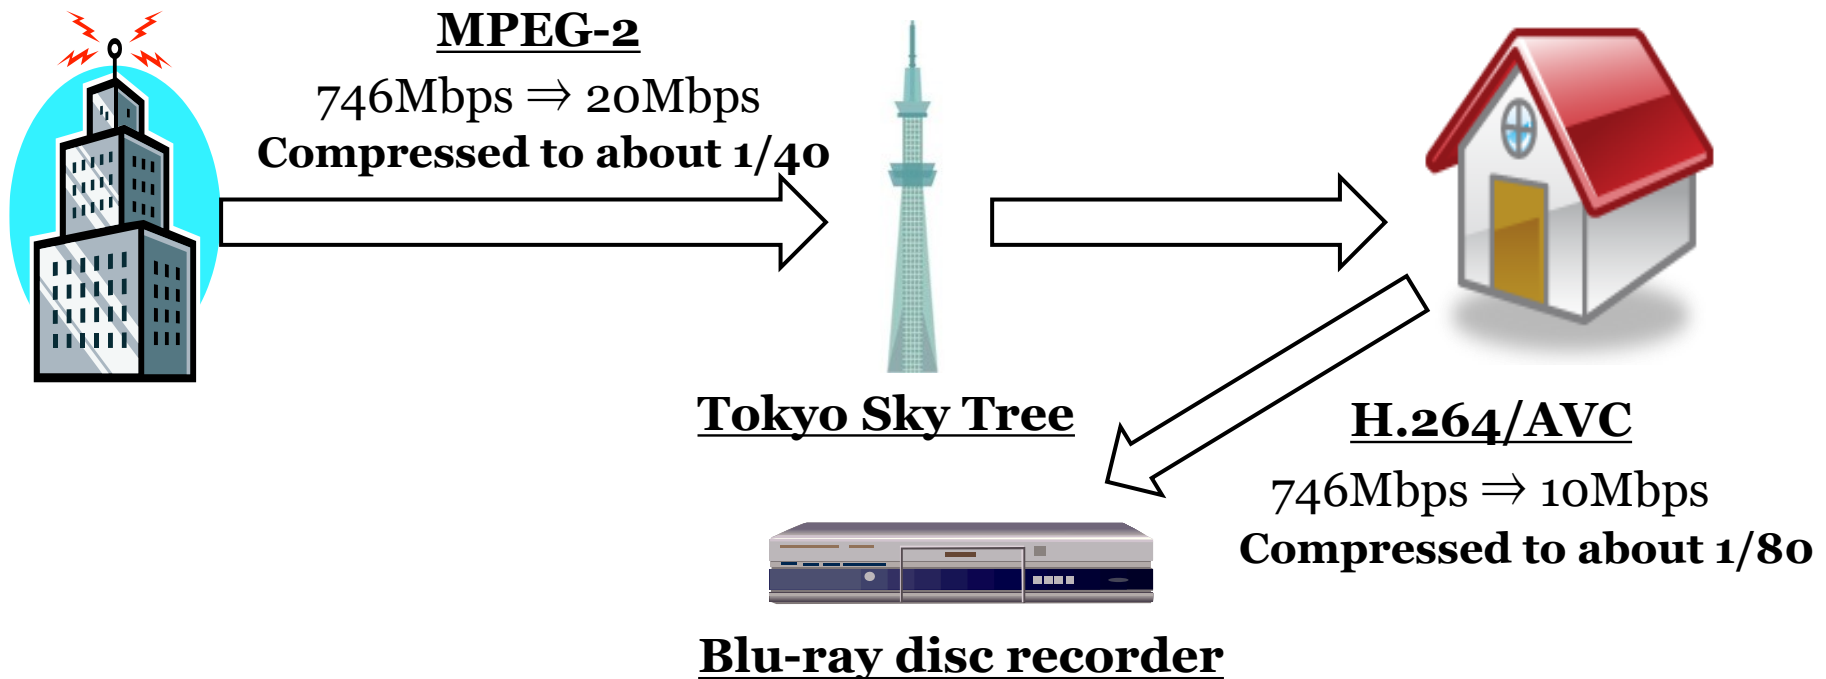 MPEG-2
746Mbps ⇒ 20Mbps
Compressed to about 1/40
Tokyo Sky Tree
H.264/AVC
746Mbps ⇒ 10Mbps
Compressed to about 1/80
Blu-ray disc recorder